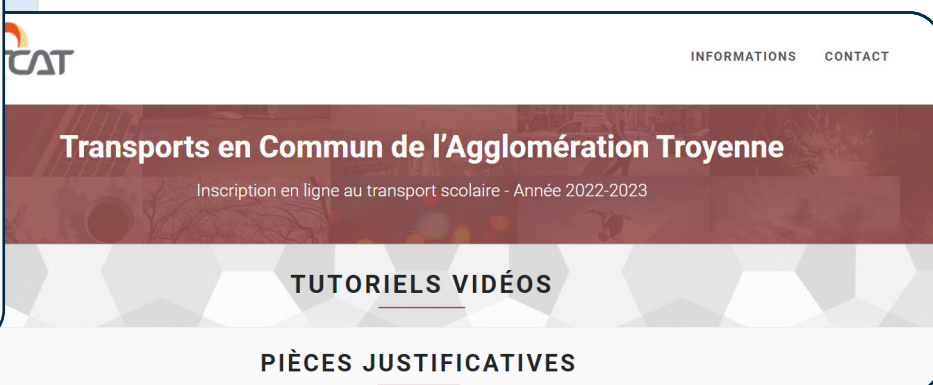 TCAT
INFORMATIONS CONTACT
Transports en Commun de l'Agglomération Troyenne
Inscription en ligne au transport scolaire - Année 2022-2023
TUTORIELS VIDÉOS
PIÈCES JUSTIFICATIVES